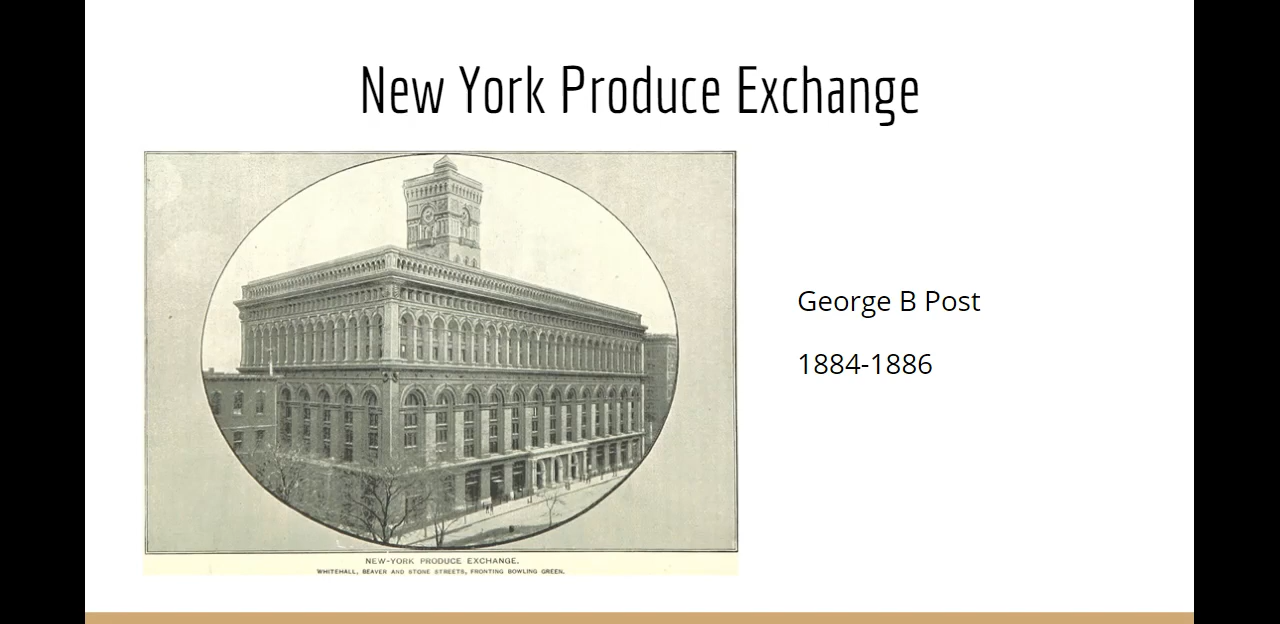 New York Produce Exchange
George B Post
1884-1886
NEW-YORK PRODUCE EXCHANGE.
WHITEHALL, BEAVER AND STONE STREETS, FRONTING BOWLING GREEN.